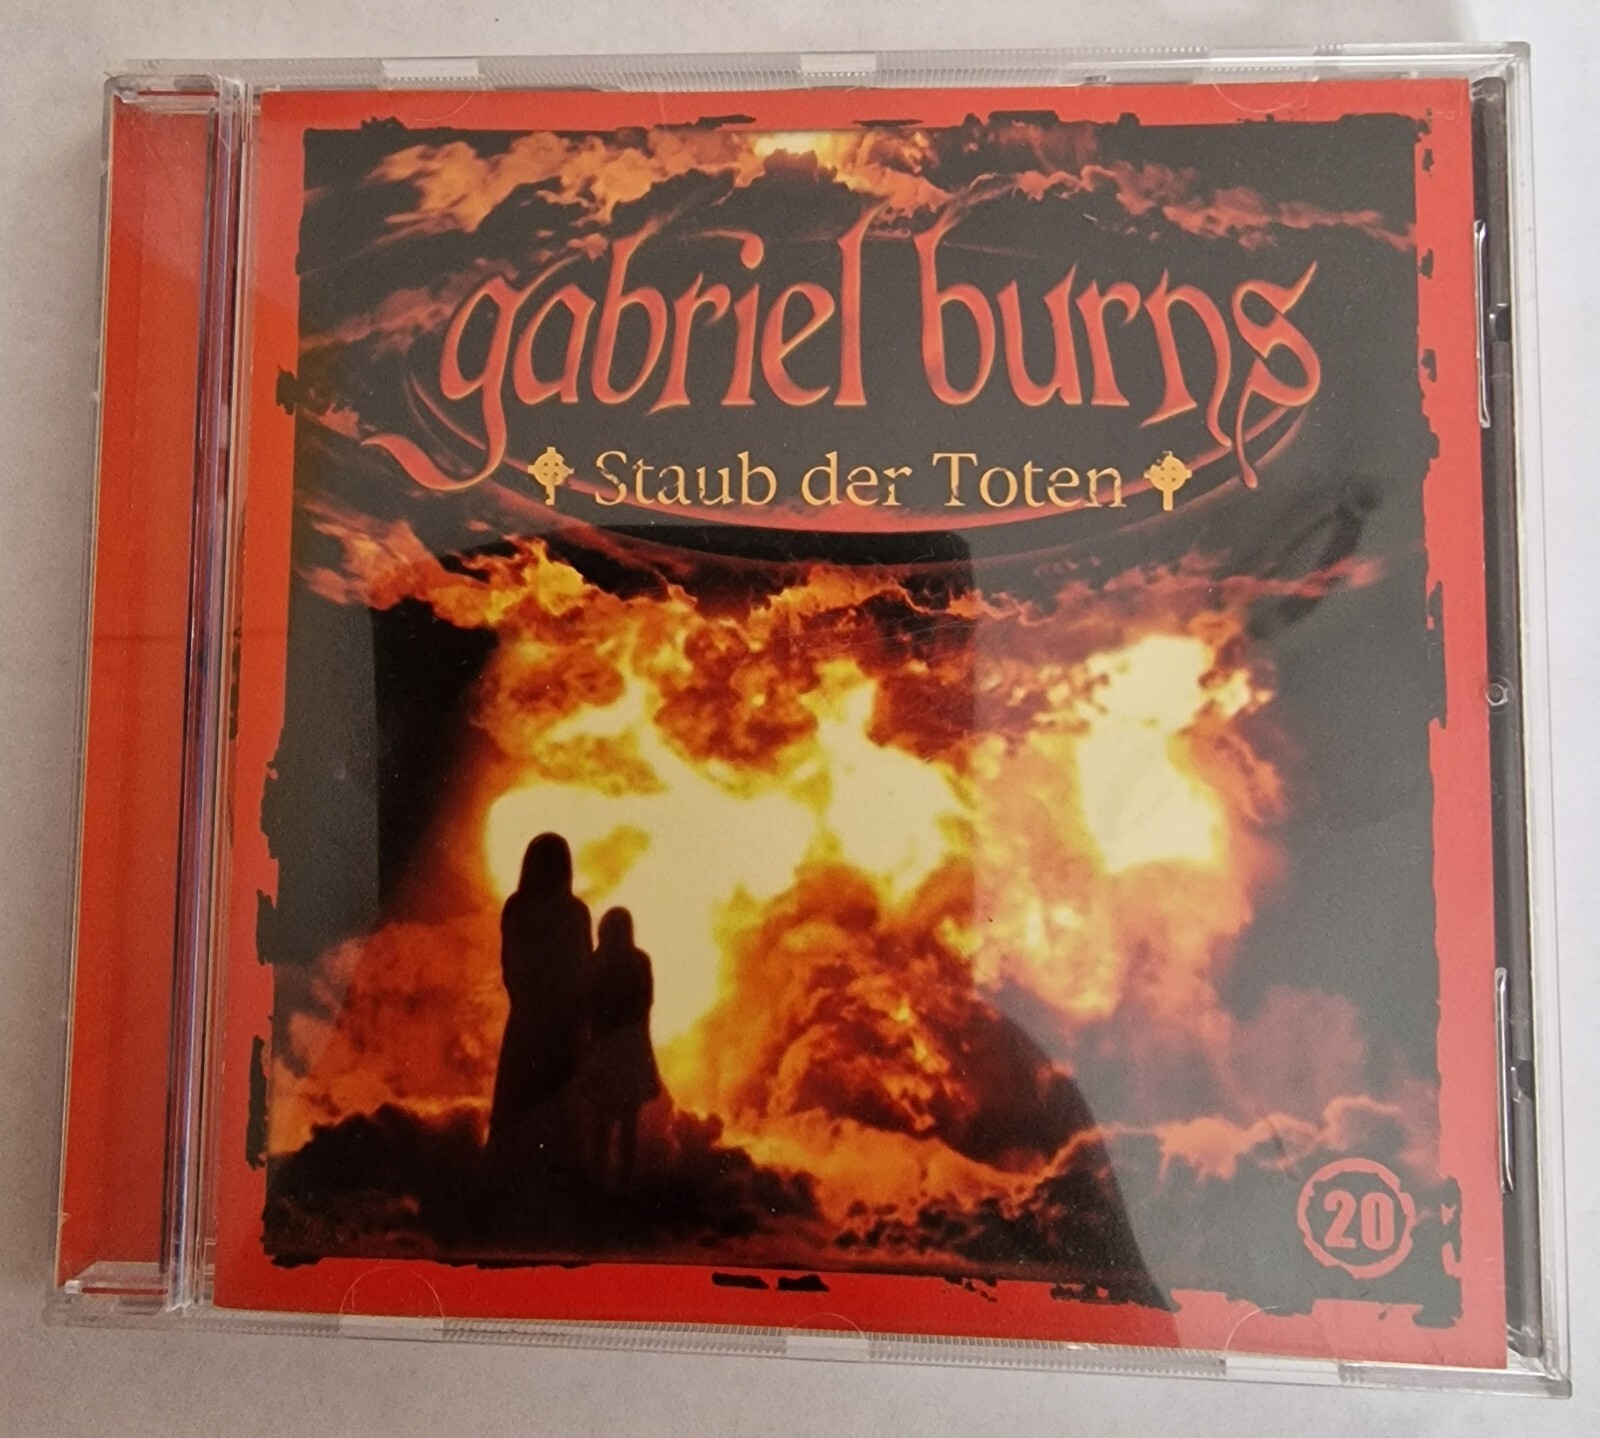 gabriel burns
Staub der Toten
20